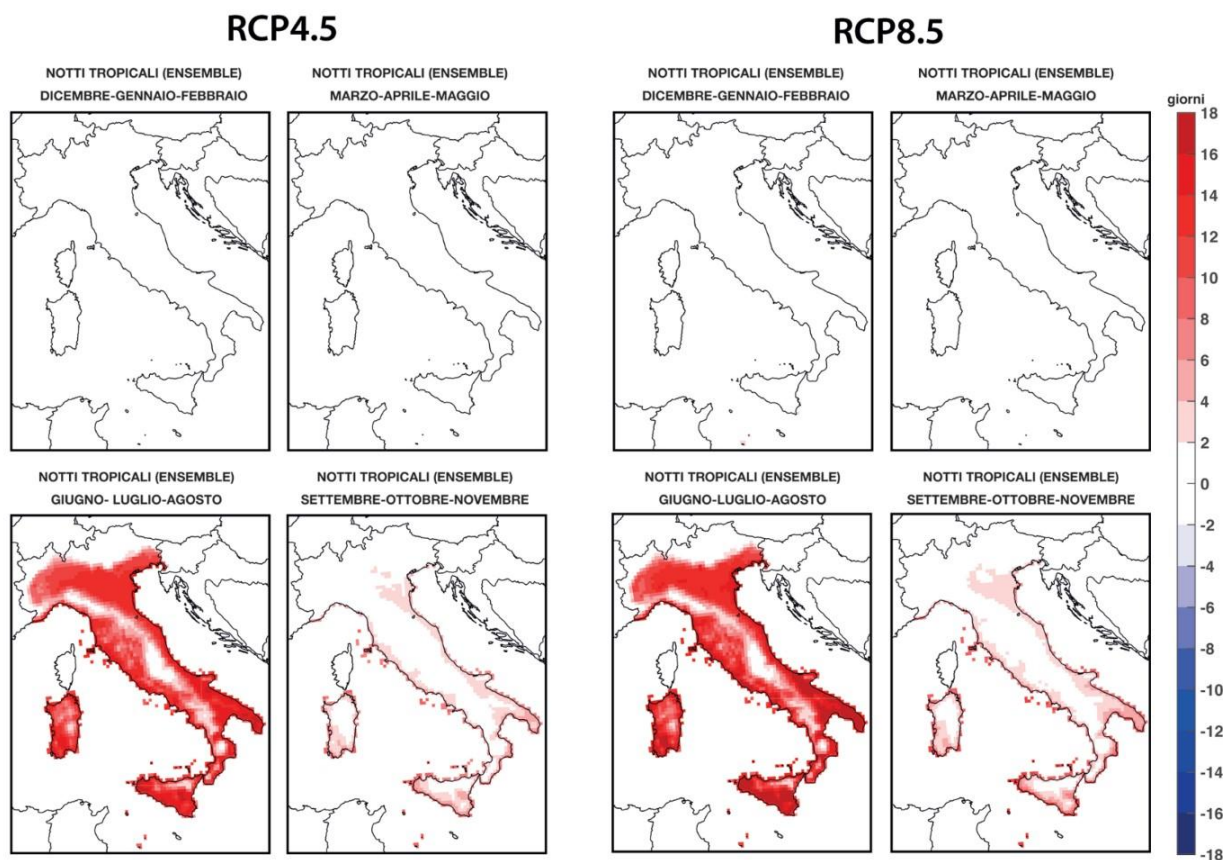 RCP4.5
RCP8.5
NOTTI TROPICALI (ENSEMBLE)
DICEMBRE-GENNAIO-FEBBRAIO
NOTTI TROPICALI (ENSEMBLE)
MARZO-APRILE-MAGGIO
NOTTI TROPICALI (ENSEMBLE)
DICEMBRE-GENNAIO-FEBBRAIO
NOTTI TROPICALI (ENSEMBLE)
MARZO-APRILE-MAGGIO
NOTTI TROPICALI (ENSEMBLE)
GIUGNO- LUGLIO-AGOSTO
NOTTI TROPICALI (ENSEMBLE)
SETTEMBRE-OTTOBRE-NOVEMBRE
NOTTI TROPICALI (ENSEMBLE)
GIUGNO-LUGLIO-AGOSTO
NOTTI TROPICALI (ENSEMBLE)
SETTEMBRE-OTTOBRE-NOVEMBRE
giorni
18
16
14
12
10
8
6
4
2
0
-2
-4
-6
-8
-10
-12
-14
-16
-18